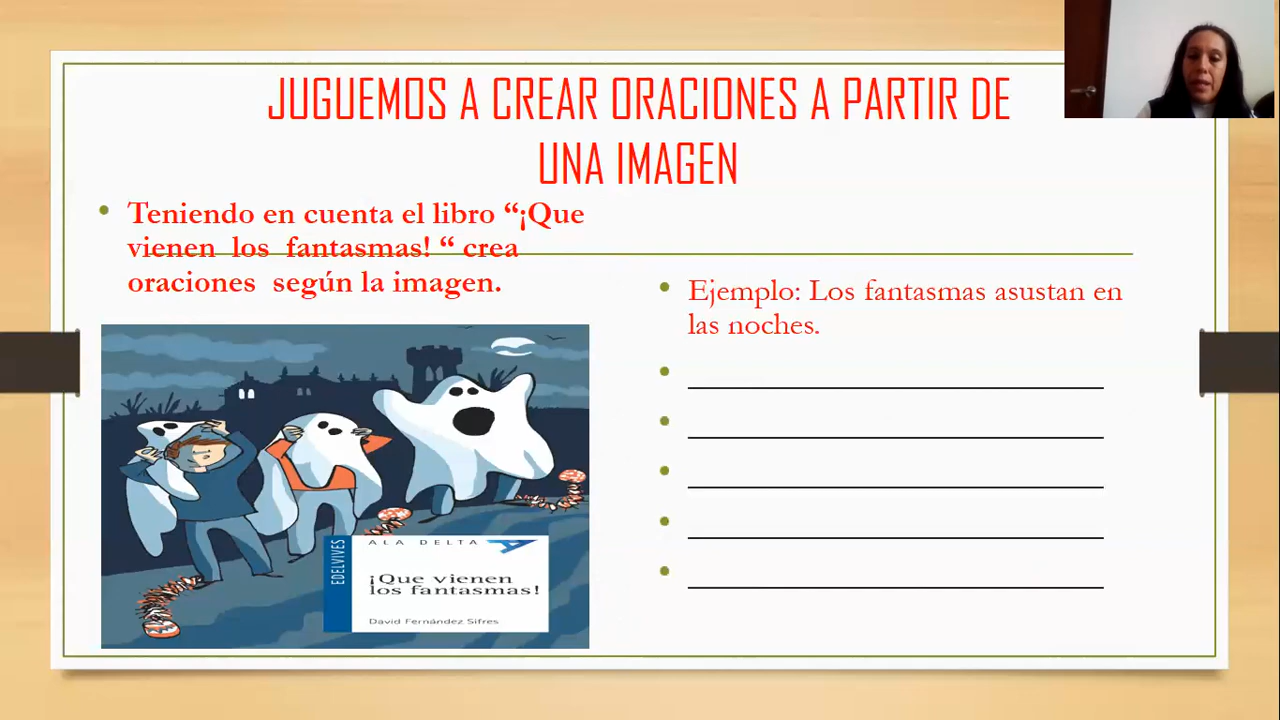 JUGUEMOS A CREAR ORACIONES A PARTIR DE
UNA IMAGEN
• Teniendo en cuenta el libro “¡Que
vienen los fantasmas! “ crea
oraciones según la imagen.
• Ejemplo: Los fantasmas asustan en
las noches.
EDELVIVES
ALA DELTA
¡Que vienen
los fantasmas!
David Fernández Sifres